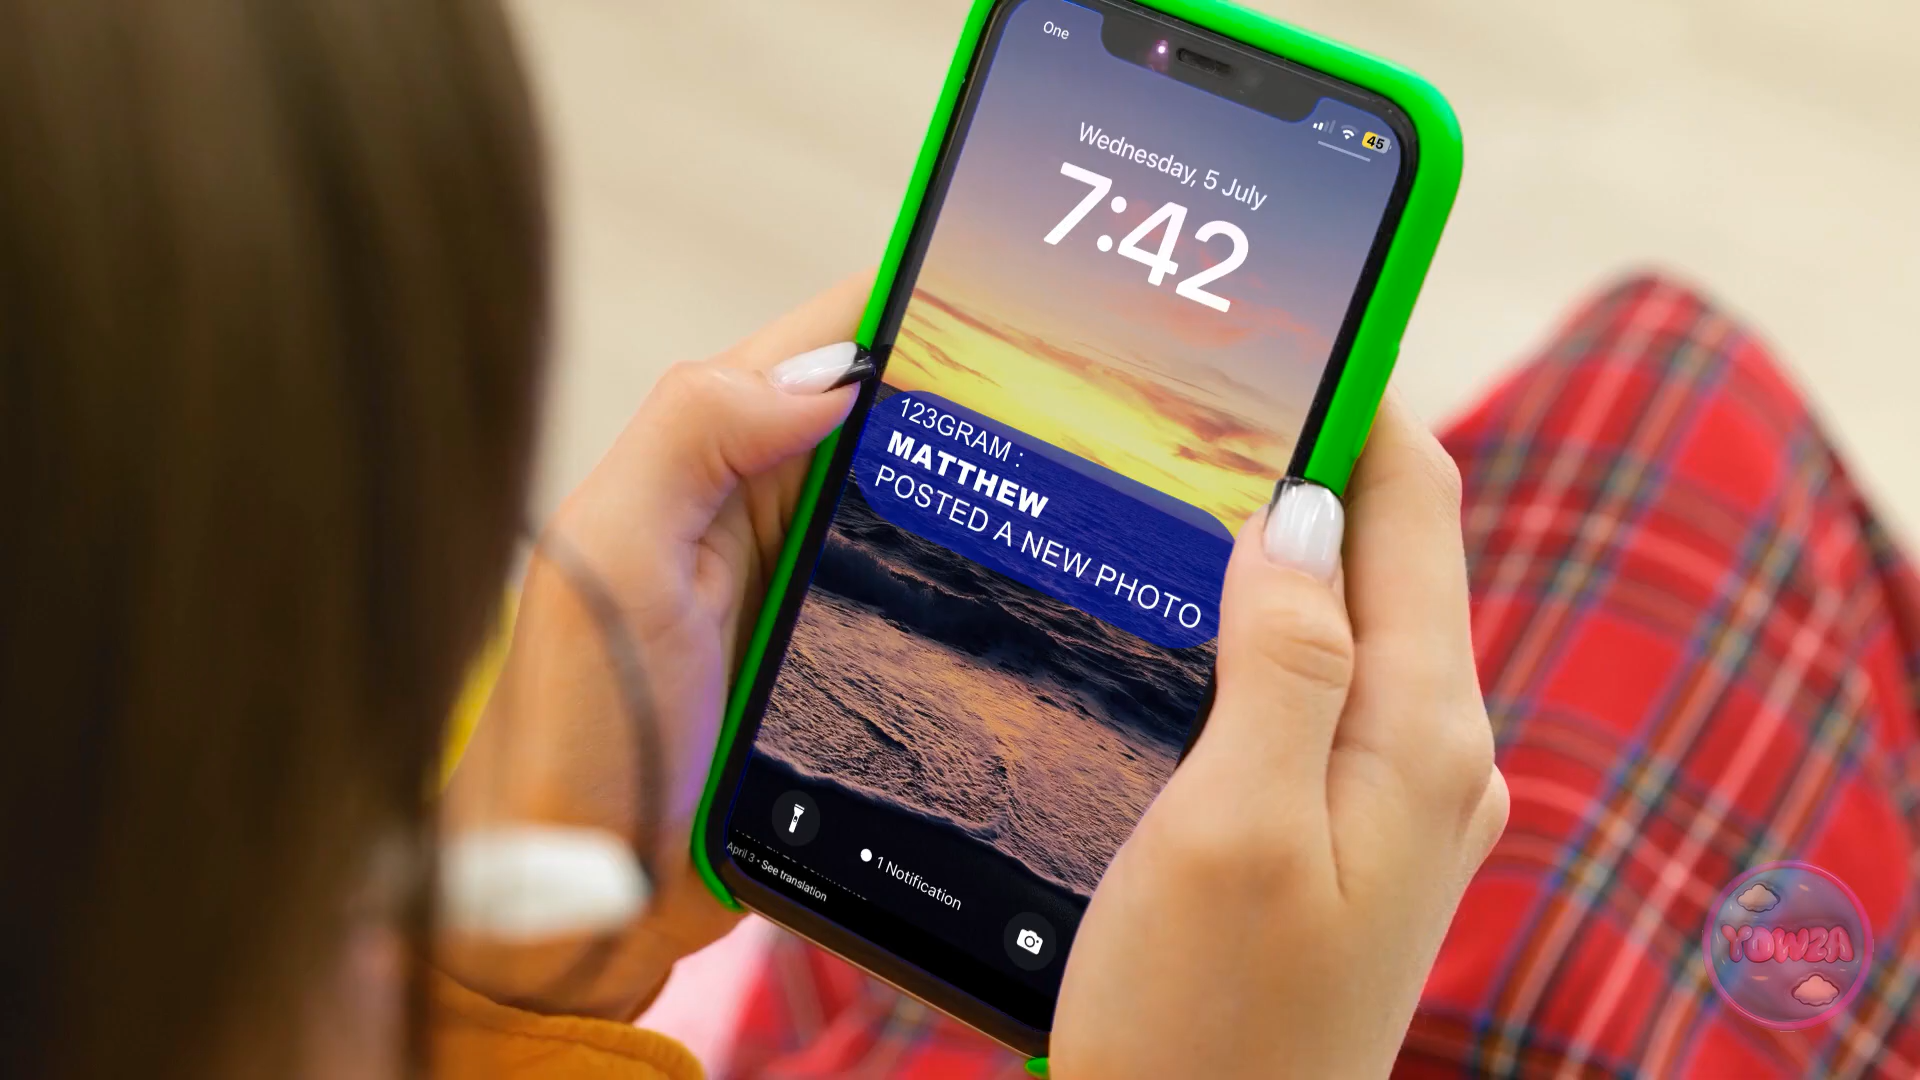 One
45
Wednesday, 5 July
7:42
123GRAM :
MATTHEW
POSTED A NEW PHOTO
1 Notification
April 3 • See translation
YOWZA